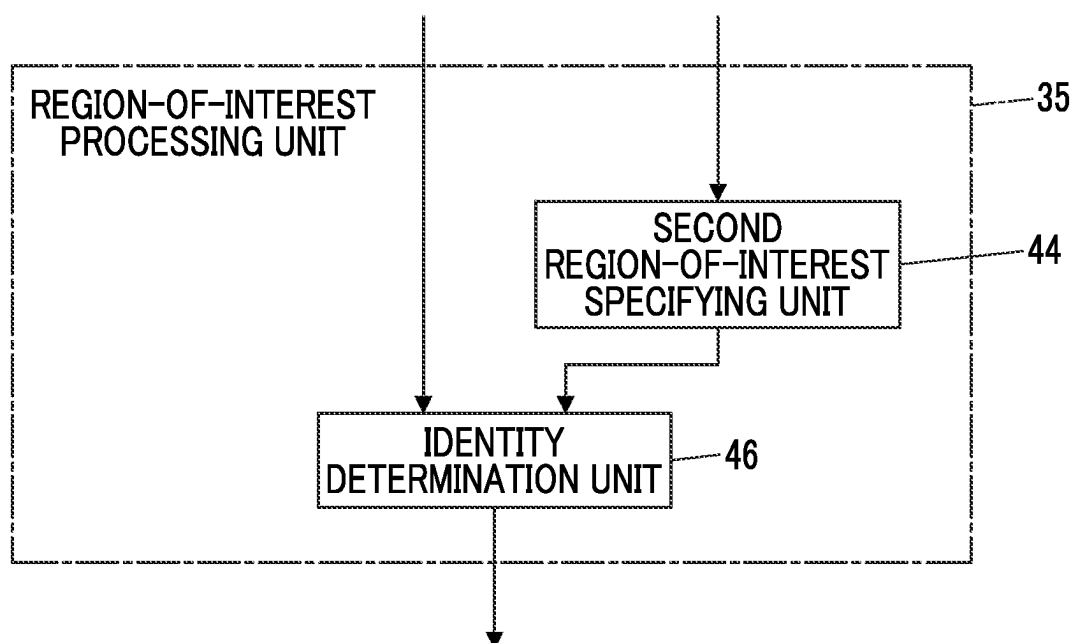 REGION-OF-INTEREST
PROCESSING UNIT
35
SECOND
REGION-OF-INTEREST
SPECIFYING UNIT
44
IDENTITY
DETERMINATION UNIT
46